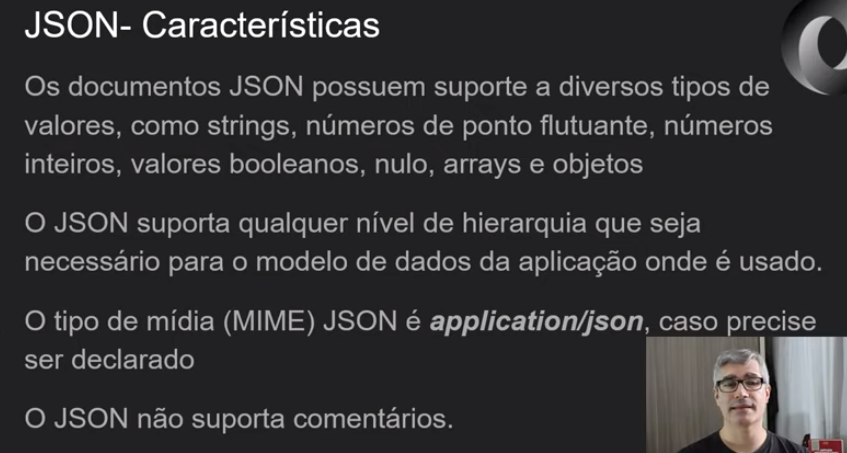 JSON- Características
Os documentos JSON possuem suporte a diversos tipos de
valores, como strings, números de ponto flutuante, números
inteiros, valores booleanos, nulo, arrays e objetos
O JSON suporta qualquer nível de hierarquia que seja
necessário para o modelo de dados da aplicação onde é usado.
O tipo de mídia (MIME) JSON é application/json, caso precise
ser declarado
O JSON não suporta comentários.